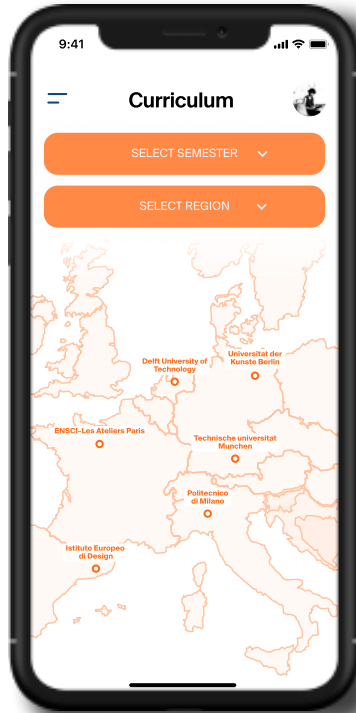 9:41
Curriculum
SELECT SEMESTER
SELECT REGION
Delft University of
Technology
Universitat der
Kunste Berlin
ENSCI-Les Ateliers Paris
Technische universitat
Munchen
Politecnico
di Milano
Istituto Europeo
di Design